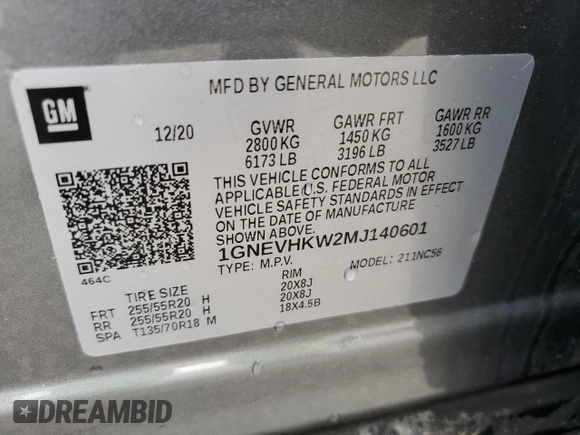 GM
MFD BY GENERAL MOTORS LLC
12/20
GVWR
2800 KG
6173 LB
GAWR FRT
1450 KG
3196 LB
GAWR RR
1600 KG
3527 LB
THIS VEHICLE CONFORMS TO ALL
APPLICABLE U.S. FEDERAL MOTOR
VEHICLE SAFETY STANDARDS IN EFFECT
ON THE DATE OF MANUFACTURE
SHOWN ABOVE.
1GNEVHKW2MJ140601
TYPE: M.P.V.
MODEL: 211NC56
464C
TIRE SIZE
RIM
FRT 255/55R20 H 20X8J
RR 255/55R20 H 20X8J
SPA T135/70R18 M 18X4.5B
DREAMBID